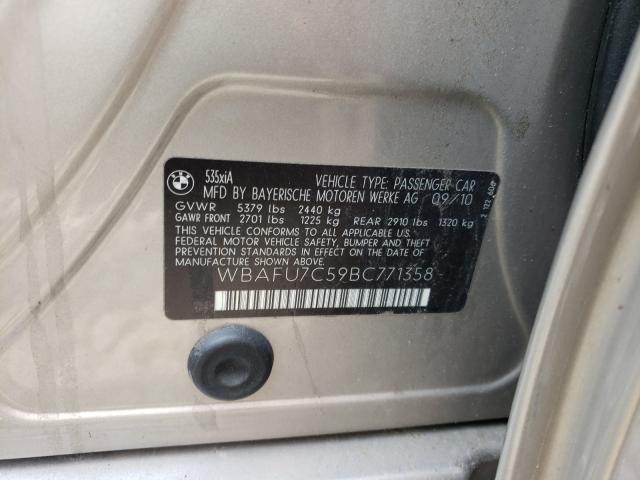 BMW
535xiA
VEHICLE TYPE: PASSENGER CAR
MFD BY BAYERISCHE MOTOREN WERKE AG 09/10
GVWR 5379 lbs 2440 kg
GAWR FRONT 2701 lbs 1225 kg REAR 2910 lbs 1320 kg
THIS VEHICLE CONFORMS TO ALL APPLICABLE
FEDERAL MOTOR VEHICLE SAFETY, BUMPER AND THEFT
STANDARDS IN EFFECT ON THE DATE OF
MANUFACTURE SHOWN ABOVE.
WBAFU7C59BC771358